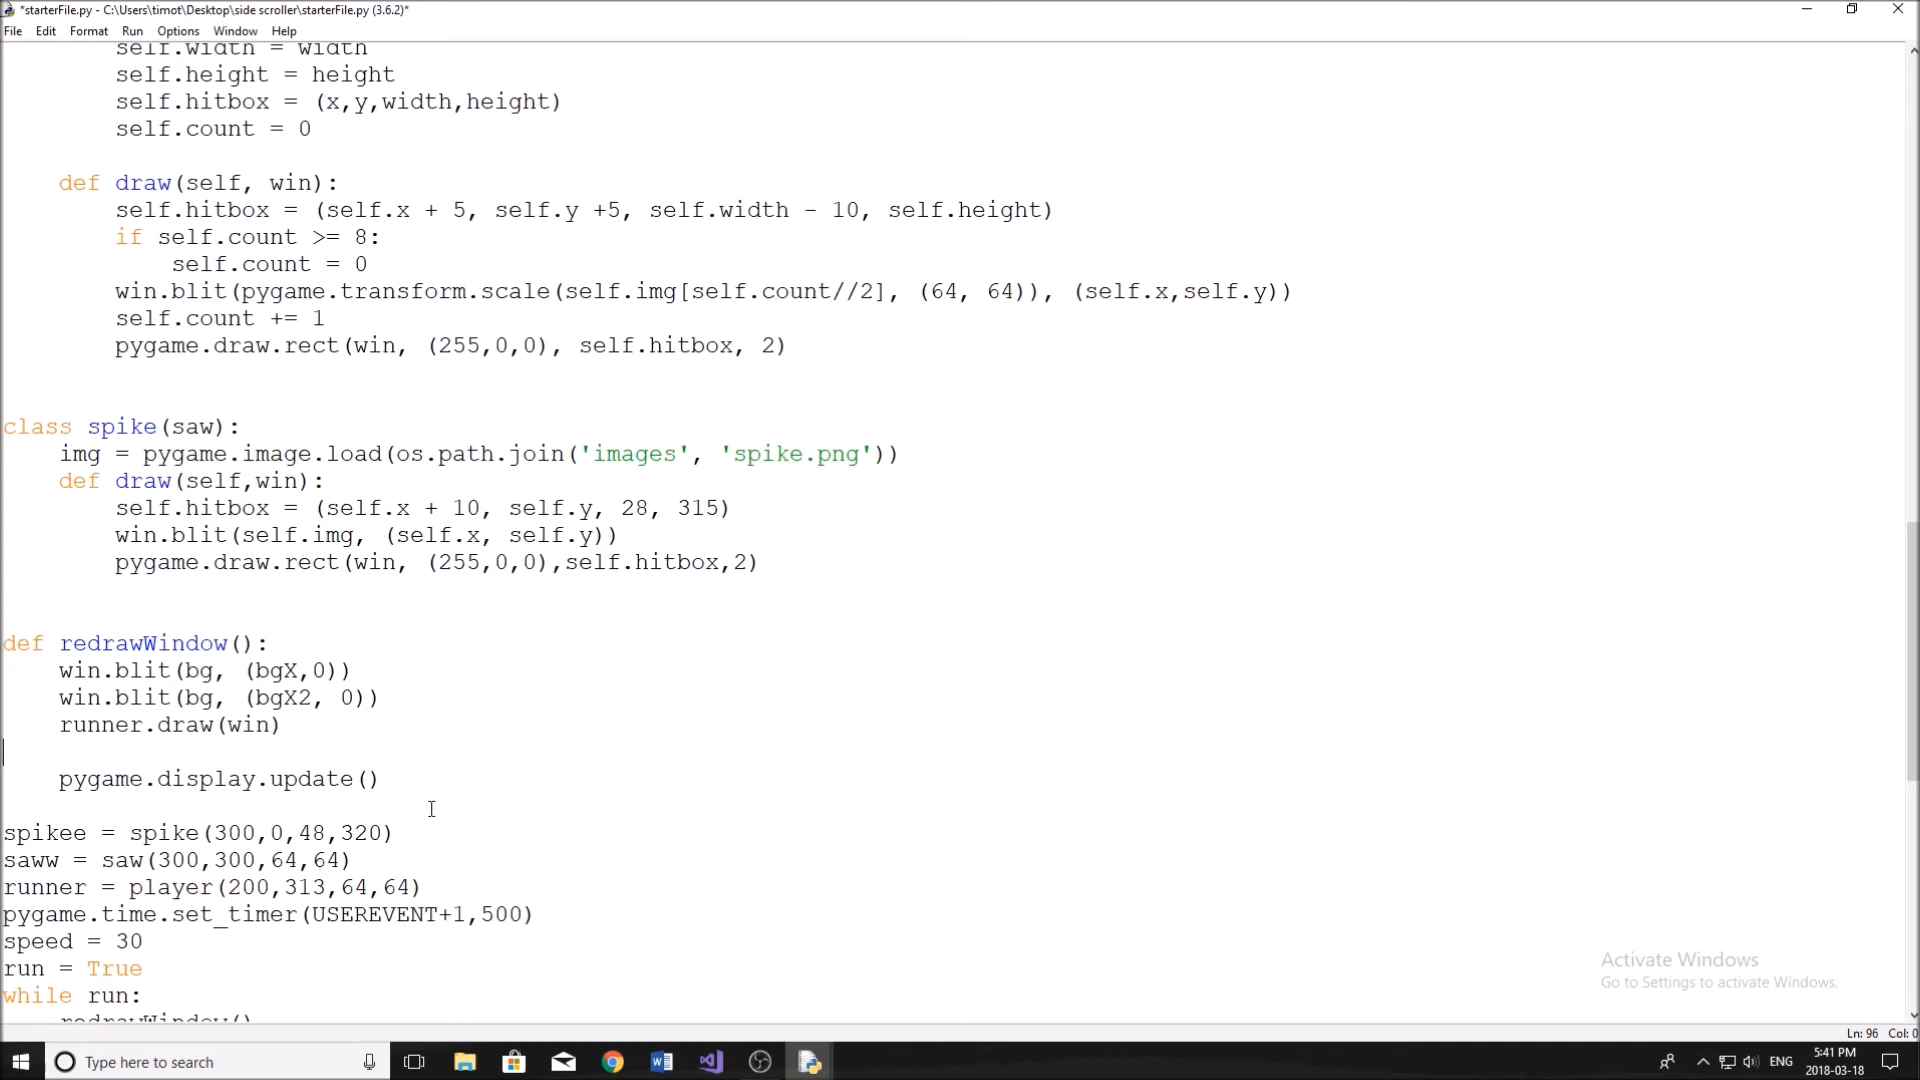 *starterFile.py - C:\Users\timot\Desktop\side scroller\starterFile.py (3.6.2)*
File Edit Format Run Options Window Help
        self.width = width
        self.height = height
        self.hitbox = (x,y,width,height)
        self.count = 0
    def draw(self, win):
        self.hitbox = (self.x + 5, self.y +5, self.width - 10, self.height)
        if self.count >= 8:
            self.count = 0
        win.blit(pygame.transform.scale(self.img[self.count//2], (64, 64)), (self.x,self.y))
        self.count += 1
        pygame.draw.rect(win, (255,0,0), self.hitbox, 2)
class spike(saw):
    img = pygame.image.load(os.path.join('images', 'spike.png'))
    def draw(self,win):
        self.hitbox = (self.x + 10, self.y, 28, 315)
        win.blit(self.img, (self.x, self.y))
        pygame.draw.rect(win, (255,0,0),self.hitbox,2)
def redrawWindow():
    win.blit(bg, (bgX,0))
    win.blit(bg, (bgX2, 0))
    runner.draw(win)
    pygame.display.update()
spikee = spike(300,0,48,320)
saww = saw(300,300,64,64)
runner = player(200,313,64,64)
pygame.time.set_timer(USEREVENT+1,500)
speed = 30
run = True
while run:
    redrawWindow()
Activate Windows
Go to Settings to activate Windows.
Ln: 96 Col: 0
Type here to search
ENG
5:41 PM
2018-03-18